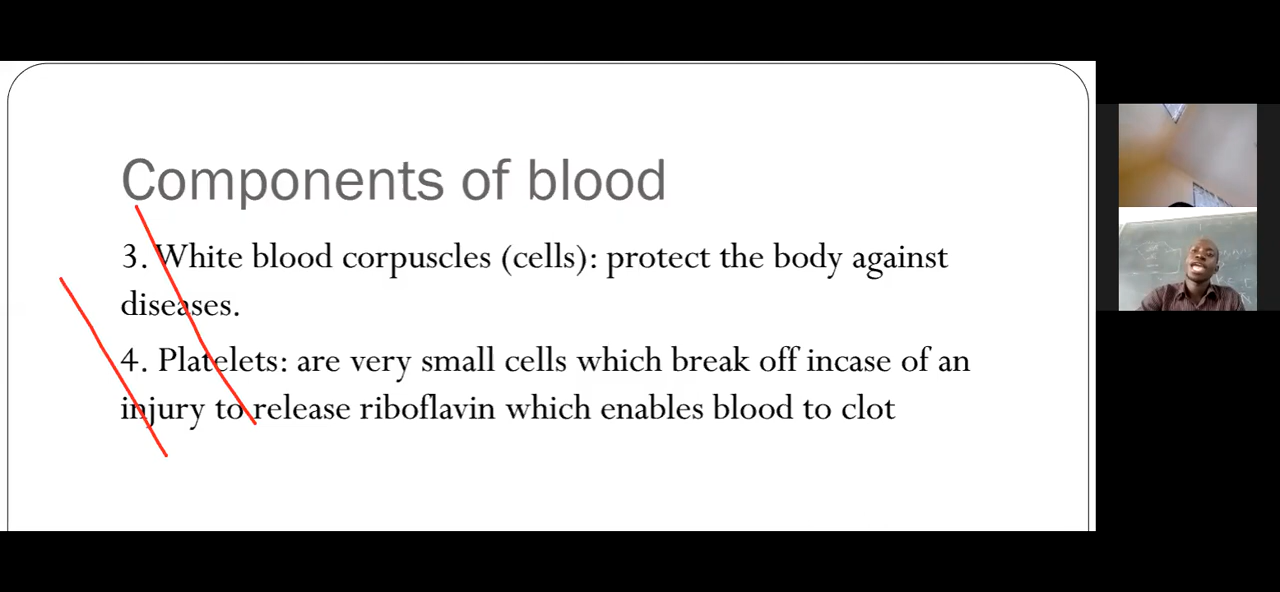 Components of blood
3. White blood corpuscles (cells): protect the body against
diseases.
4. Platelets: are very small cells which break off incase of an
injury to release riboflavin which enables blood to clot